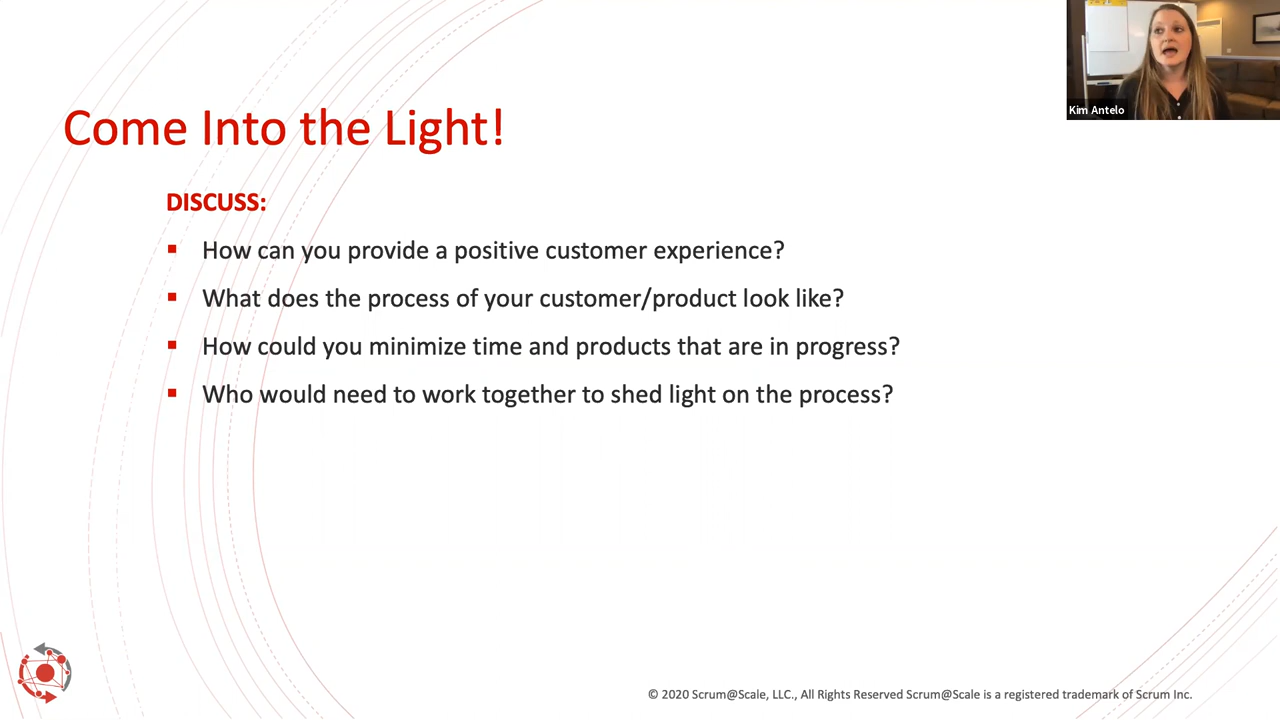 Kim Antelo
Come Into the Light!
DISCUSS:
How can you provide a positive customer experience?
What does the process of your customer/product look like?
How could you minimize time and products that are in progress?
Who would need to work together to shed light on the process?
© 2020 Scrum@Scale, LLC., All Rights Reserved Scrum@Scale is a registered trademark of Scrum Inc.